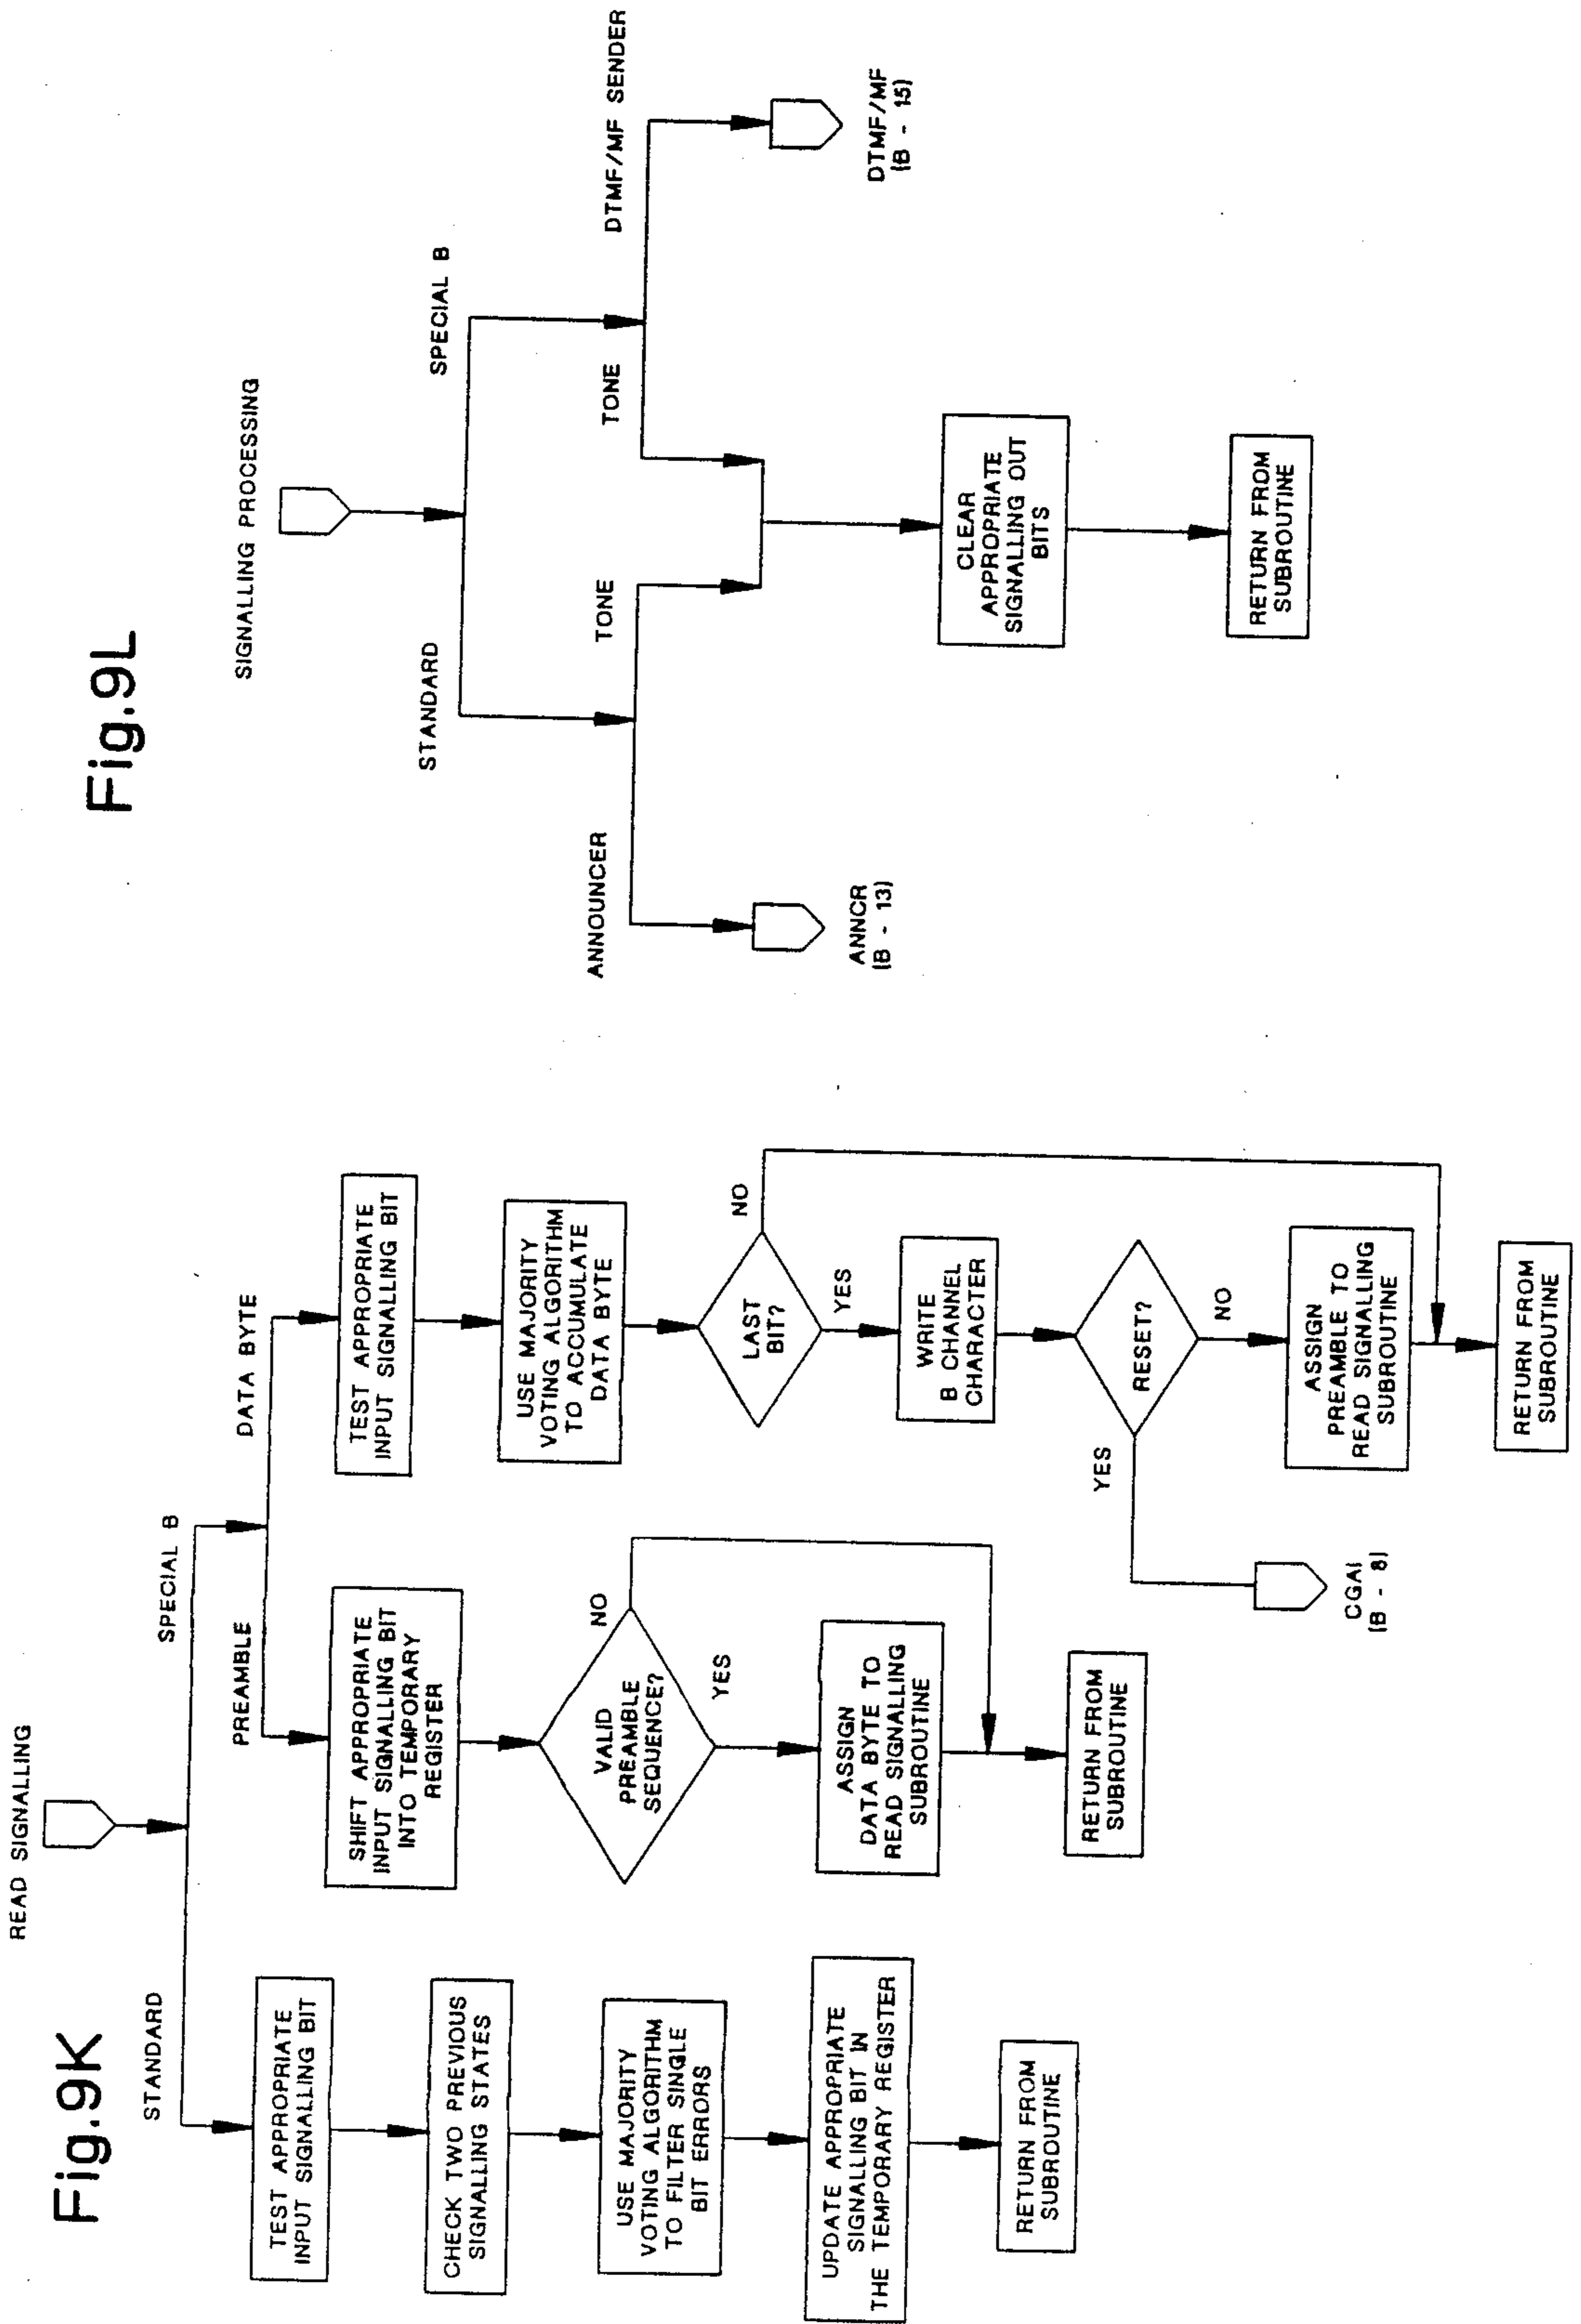 Fig.9K
READ SIGNALLING
STANDARD
SPECIAL B
TEST APPROPRIATE
INPUT SIGNALLING BIT
CHECK TWO PREVIOUS
SIGNALLING STATES
USE MAJORITY
VOTING ALGORITHM
TO FILTER SINGLE
BIT ERRORS
UPDATE APPROPRIATE
SIGNALLING BIT IN
THE TEMPORARY REGISTER
RETURN FROM
SUBROUTINE
PREAMBLE
DATA BYTE
SHIFT APPROPRIATE
INPUT SIGNALLING BIT
INTO TEMPORARY
REGISTER
VALID
PREAMBLE
SEQUENCE?
NO
YES
ASSIGN
DATA BYTE TO
READ SIGNALLING
SUBROUTINE
RETURN FROM
SUBROUTINE
TEST APPROPRIATE
INPUT SIGNALLING BIT
USE MAJORITY
VOTING ALGORITHM
TO ACCUMULATE
DATA BYTE
LAST
BIT?
NO
YES
WRITE
B CHANNEL
CHARACTER
RESET?
YES
NO
CGAI
(B - 8)
ASSIGN
PREAMBLE TO
READ SIGNALLING
SUBROUTINE
RETURN FROM
SUBROUTINE
Fig.9L
SIGNALLING PROCESSING
STANDARD
SPECIAL B
ANNOUNCER
TONE
TONE
DTMF/MF SENDER
ANNCR
(B - 13)
DTMF/MF
(B - 15)
CLEAR
APPROPRIATE
SIGNALLING OUT
BITS
RETURN FROM
SUBROUTINE